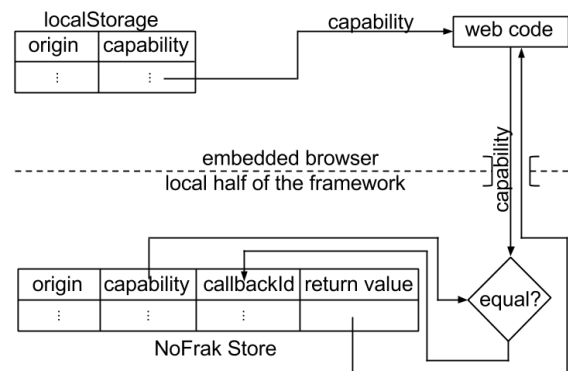 localStorage
origin capability
⋮ ⋮
capability
web code
capability
embedded browser
local half of the framework
origin capability callbackId return value
⋮ ⋮ ⋮
equal?
NoFrak Store